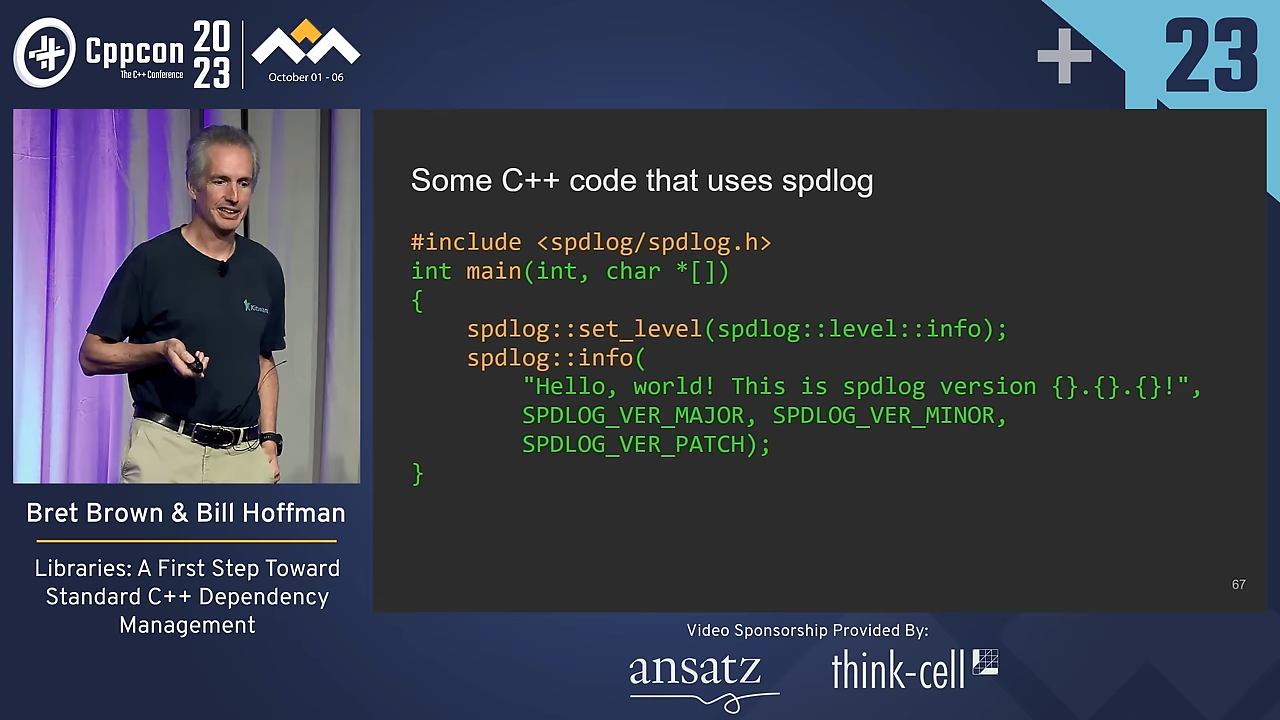 Cppcon
The C++ Conference
20
23
October 01 - 06
23
Kitware
Some C++ code that uses spdlog
#include <spdlog/spdlog.h>
int main(int, char *[])
{
    spdlog::set_level(spdlog::level::info);
    spdlog::info(
        "Hello, world! This is spdlog version {}.{}.{}!",
        SPDLOG_VER_MAJOR, SPDLOG_VER_MINOR,
        SPDLOG_VER_PATCH);
}
67
Bret Brown & Bill Hoffman
Libraries: A First Step Toward
Standard C++ Dependency
Management
Video Sponsorship Provided By:
ansatz
think-cell